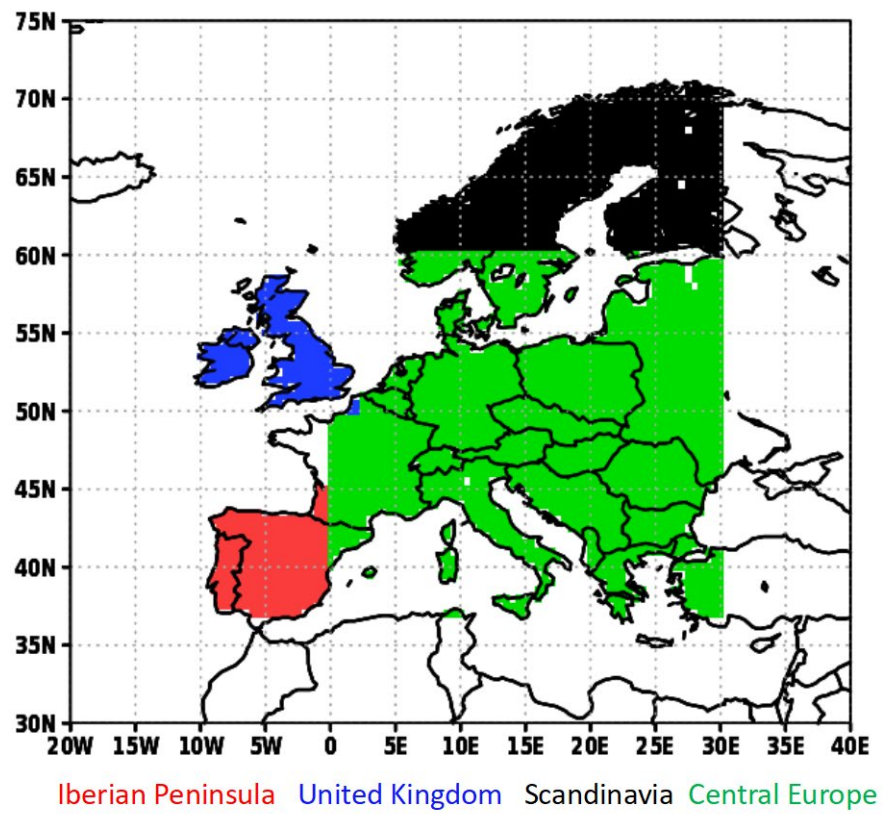 75N
70N
65N
60N
55N
50N
45N
40N
35N
30N
20W 15W 10W 5W 0 5E 10E 15E 20E 25E 30E 35E 40E
Iberian Peninsula United Kingdom Scandinavia Central Europe